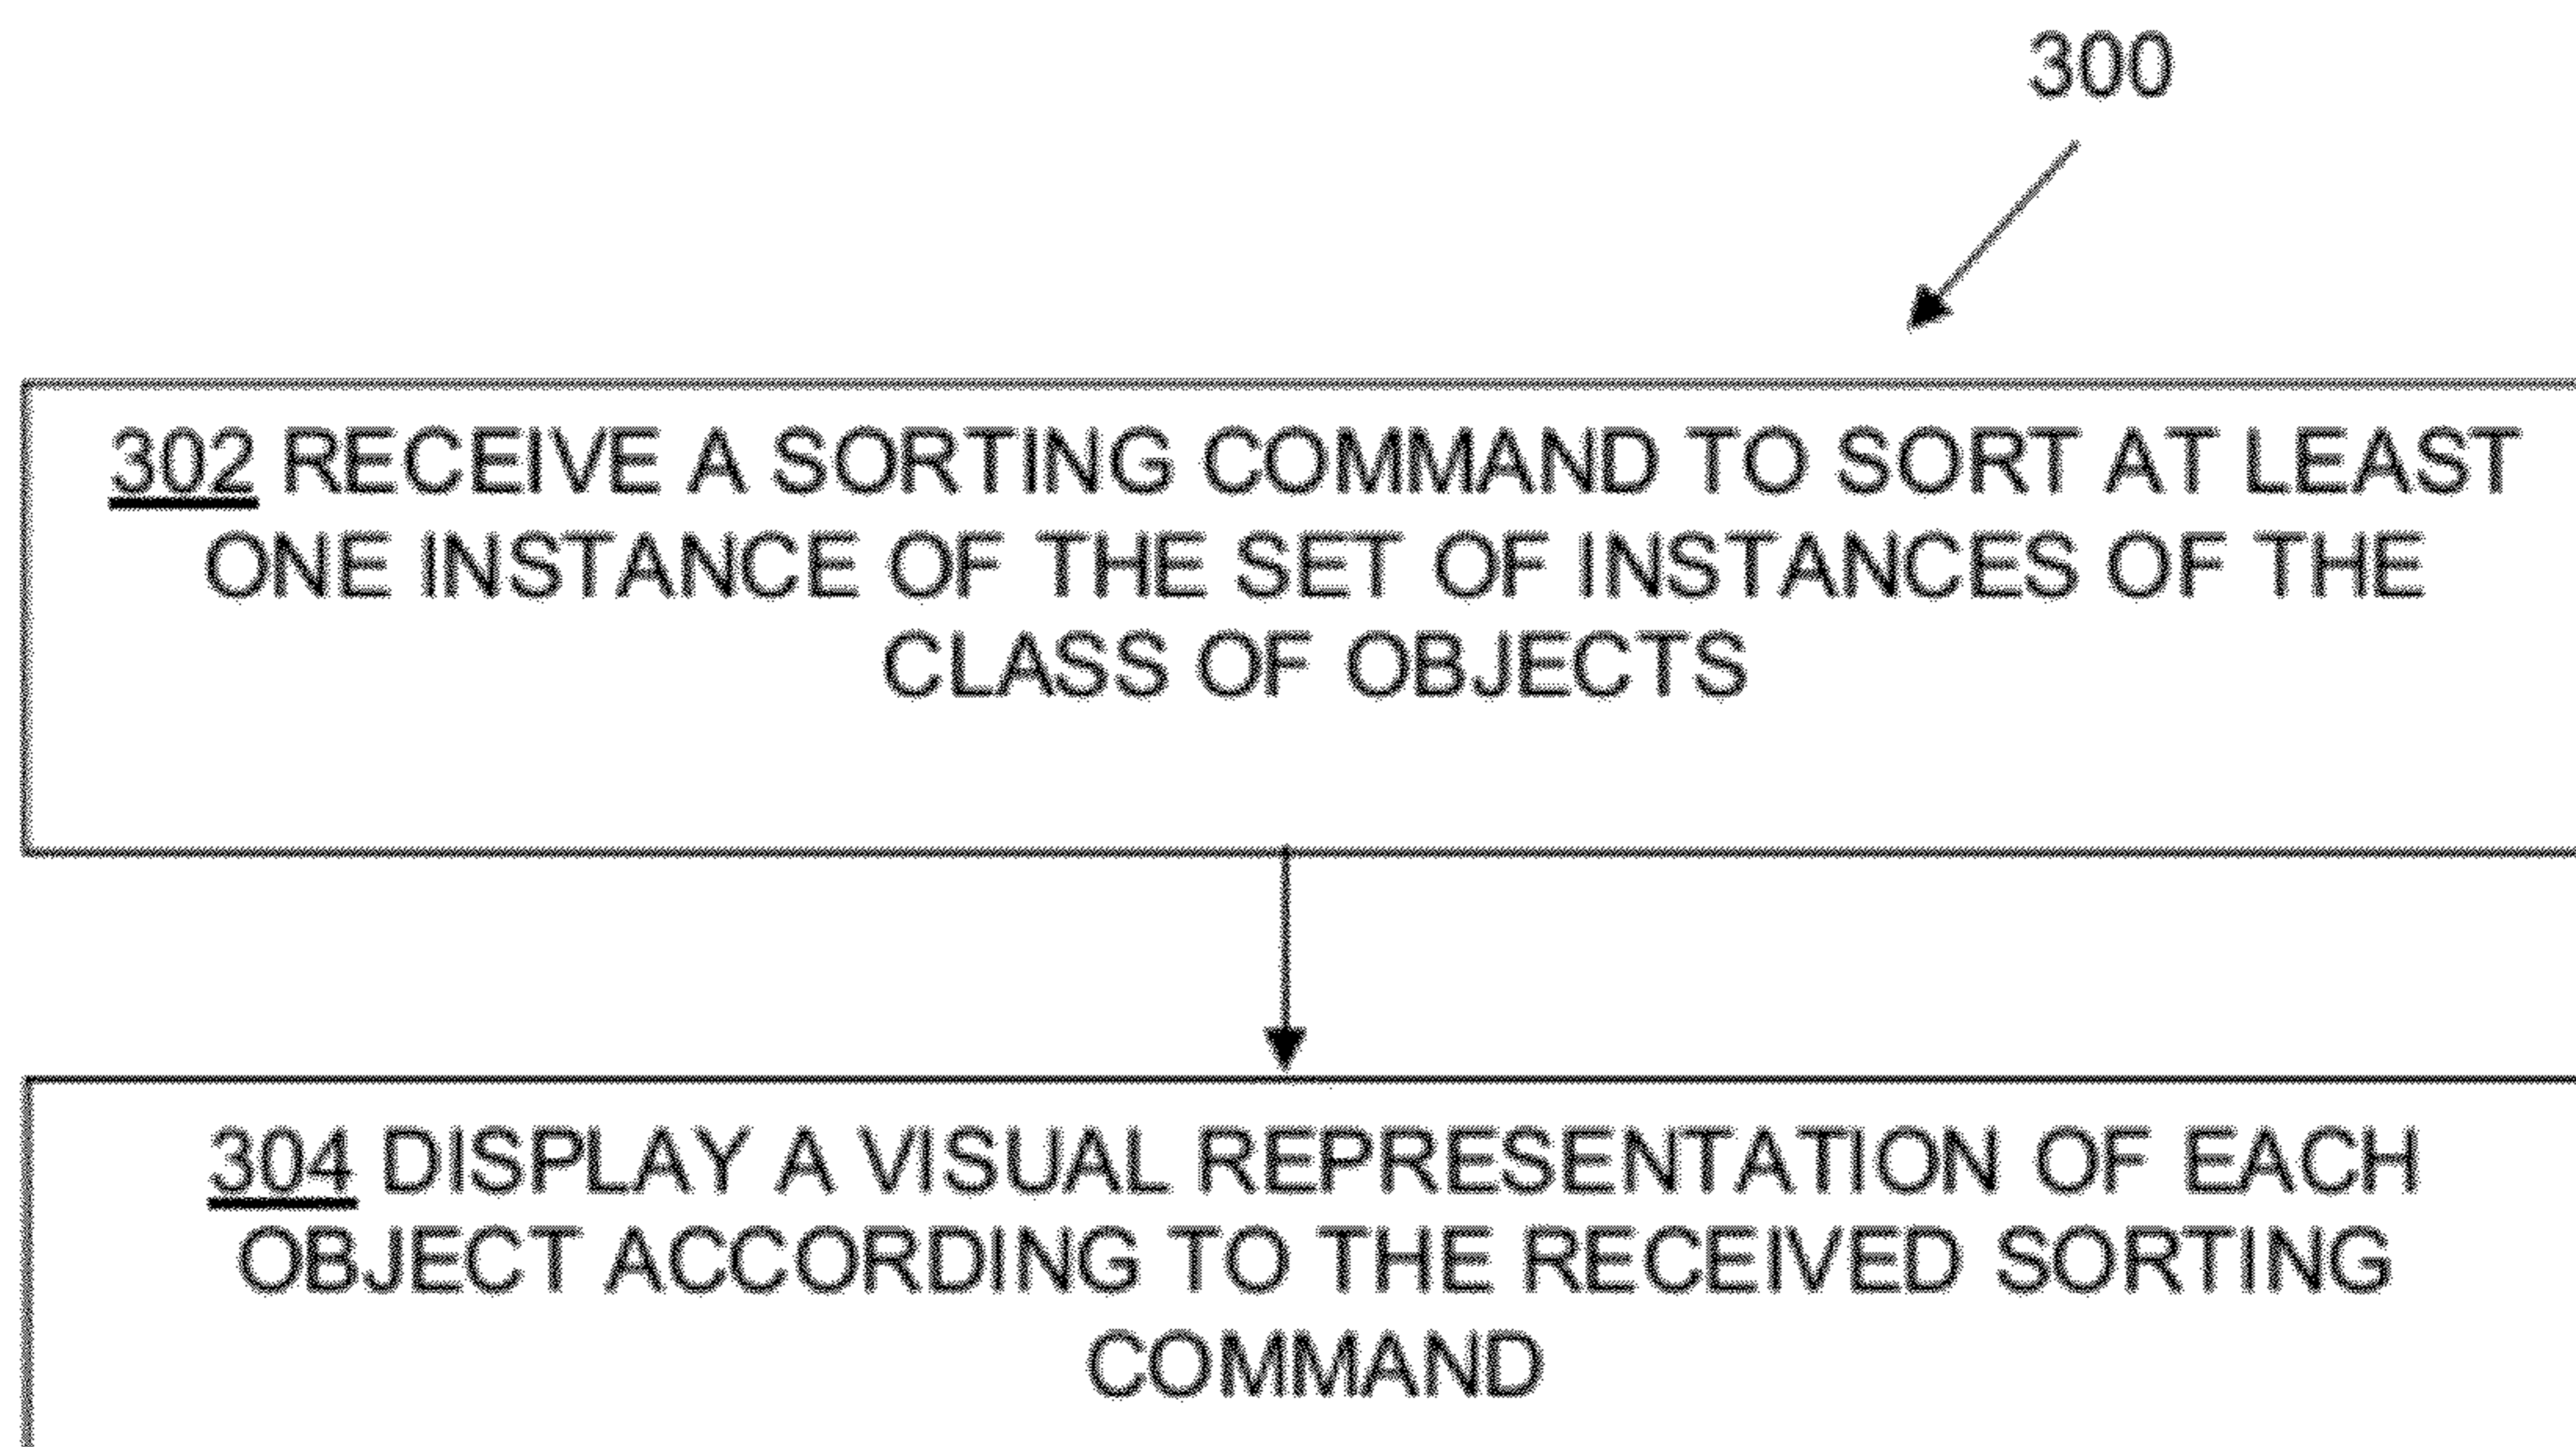 300
302 RECEIVE A SORTING COMMAND TO SORT AT LEAST
ONE INSTANCE OF THE SET OF INSTANCES OF THE
CLASS OF OBJECTS
304 DISPLAY A VISUAL REPRESENTATION OF EACH
OBJECT ACCORDING TO THE RECEIVED SORTING
COMMAND